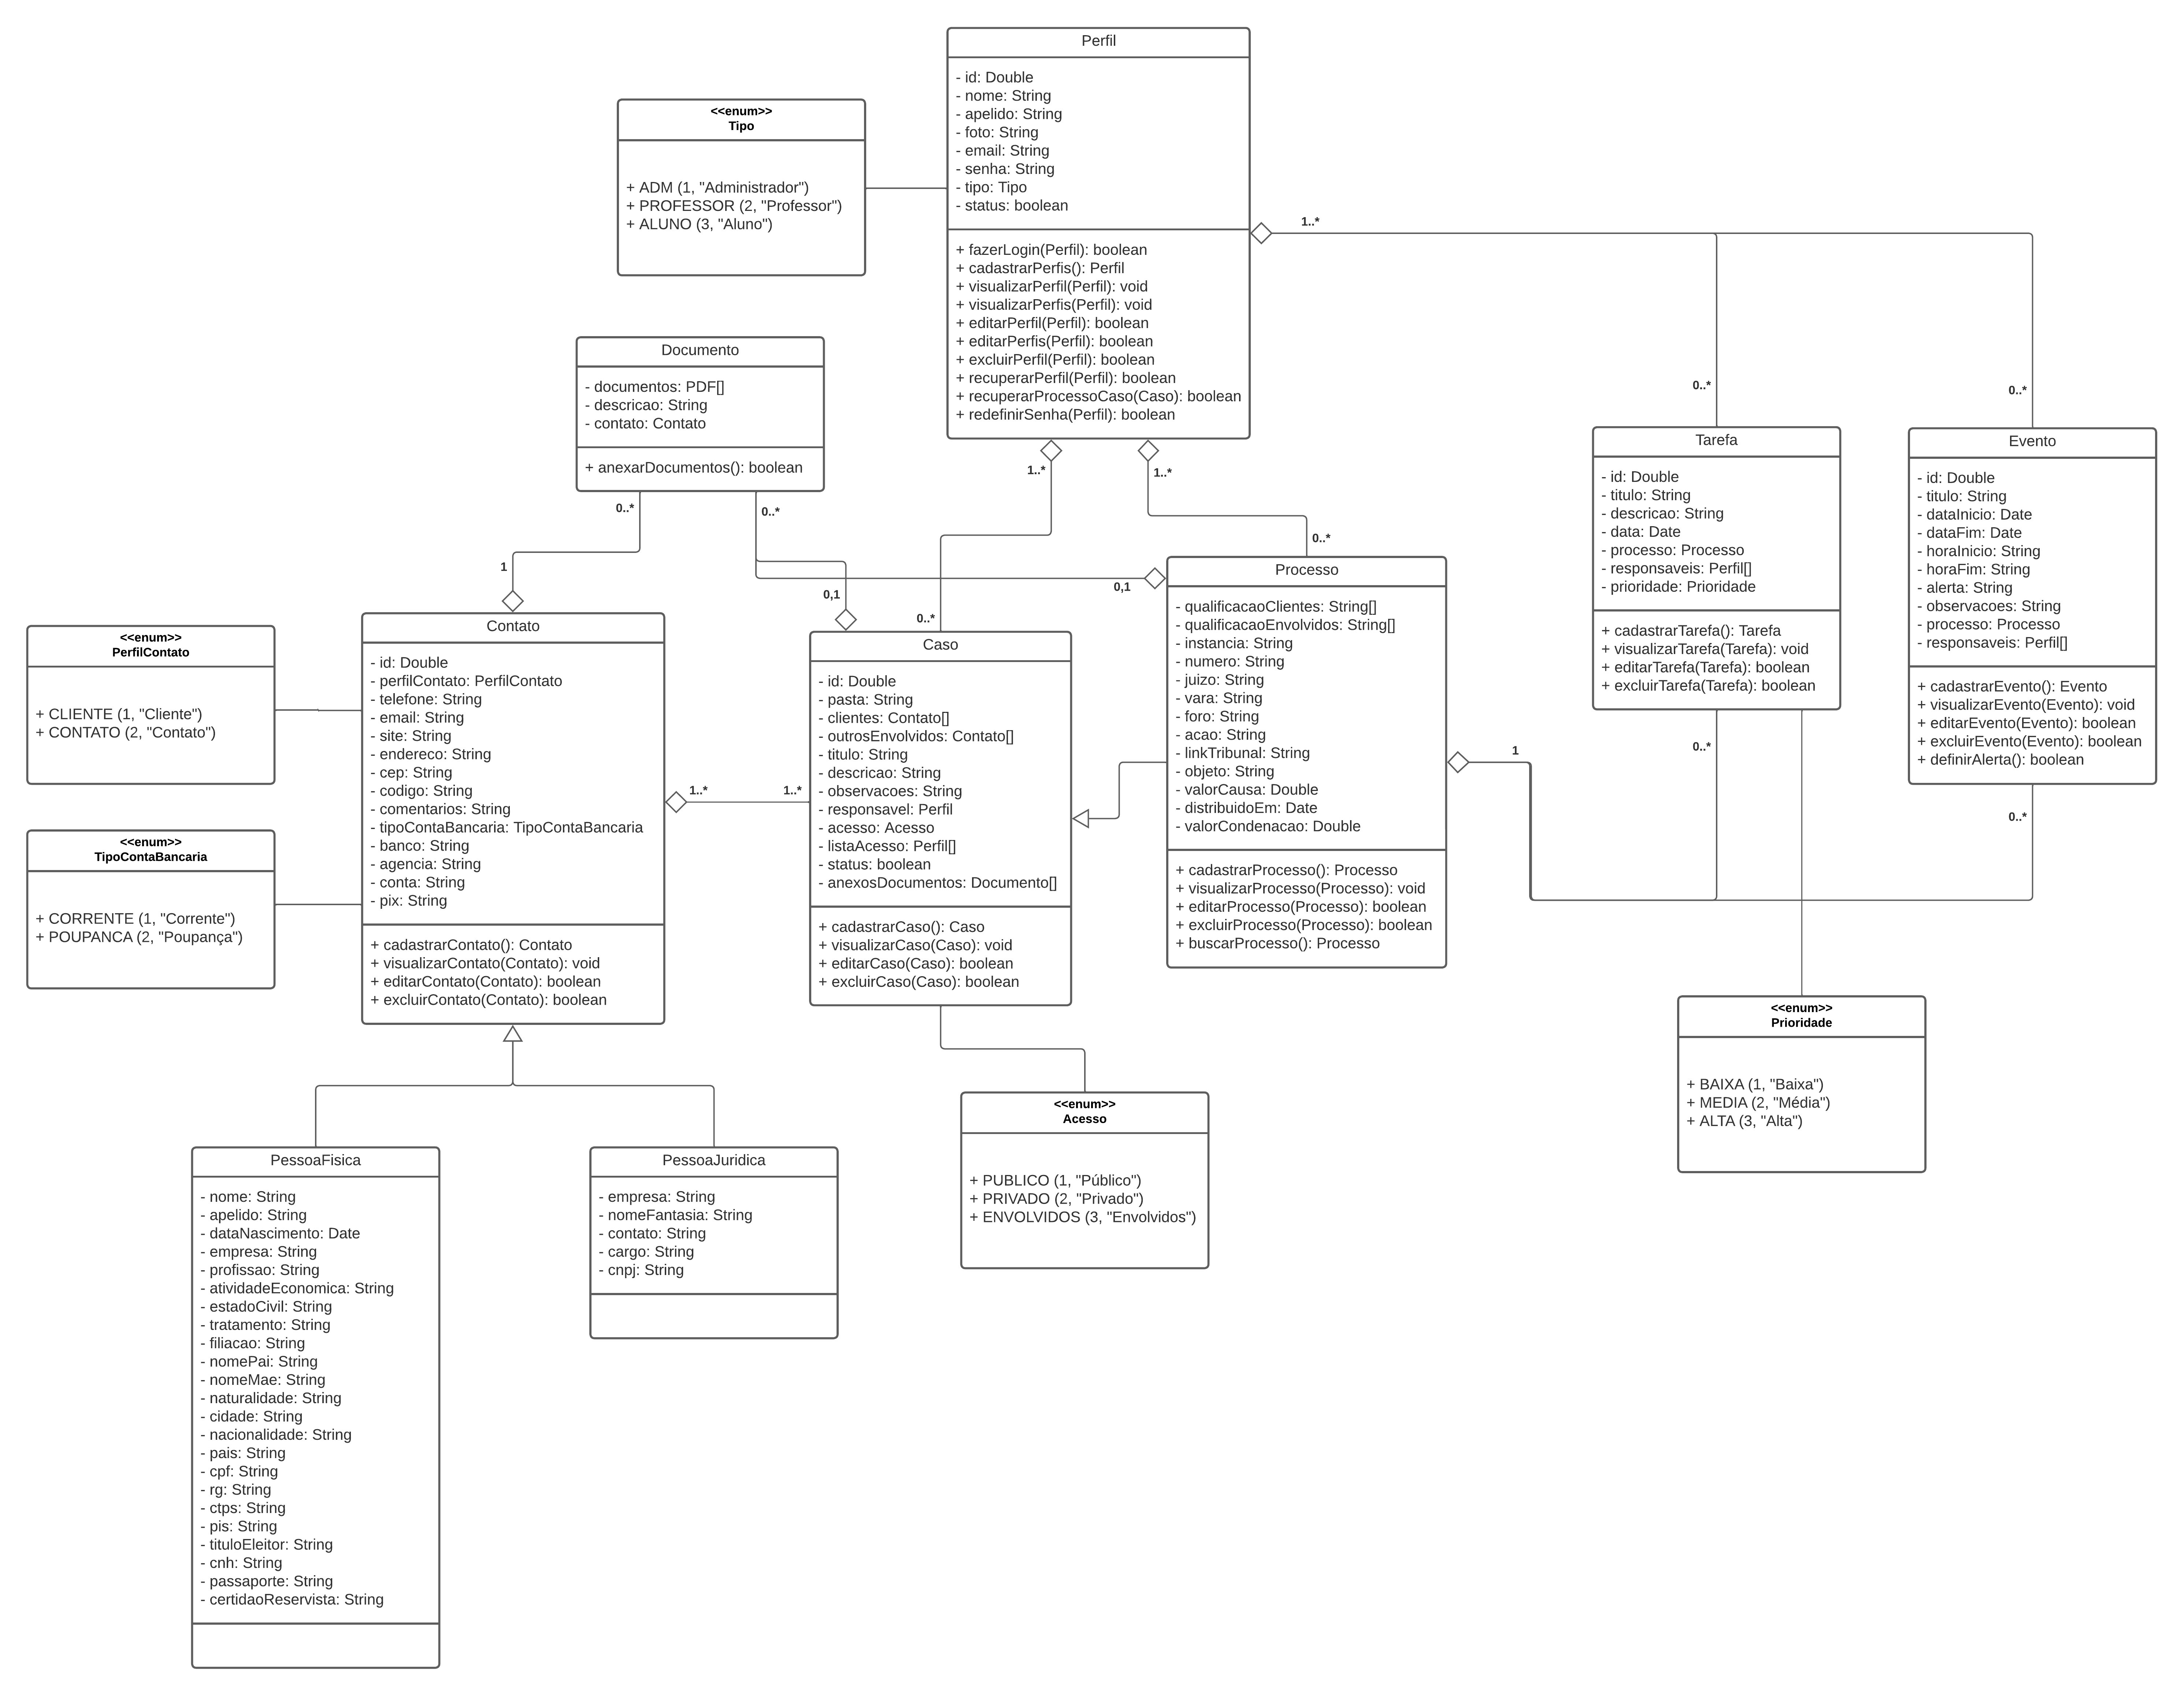 Perfil
- id: Double
- nome: String
- apelido: String
- foto: String
- email: String
- senha: String
- tipo: Tipo
- status: boolean
+ fazerLogin(Perfil): boolean
+ cadastrarPerfis(): Perfil
+ visualizarPerfil(Perfil): void
+ visualizarPerfis(Perfil): void
+ editarPerfil(Perfil): boolean
+ editarPerfis(Perfil): boolean
+ excluirPerfil(Perfil): boolean
+ recuperarPerfil(Perfil): boolean
+ recuperarProcessoCaso(Caso): boolean
+ redefinirSenha(Perfil): boolean
<<enum>>
Tipo
+ ADM (1, "Administrador")
+ PROFESSOR (2, "Professor")
+ ALUNO (3, "Aluno")
1..*
0..*
0..*
Documento
- documentos: PDF[]
- descricao: String
- contato: Contato
+ anexarDocumentos(): boolean
0..*
0..*
1..*
1..*
1
0,1
0..*
0,1
0..*
Tarefa
- id: Double
- titulo: String
- descricao: String
- data: Date
- processo: Processo
- responsaveis: Perfil[]
- prioridade: Prioridade
+ cadastrarTarefa(): Tarefa
+ visualizarTarefa(Tarefa): void
+ editarTarefa(Tarefa): boolean
+ excluirTarefa(Tarefa): boolean
0..*
Evento
- id: Double
- titulo: String
- dataInicio: Date
- dataFim: Date
- horaInicio: String
- horaFim: String
- alerta: String
- observacoes: String
- processo: Processo
- responsaveis: Perfil[]
+ cadastrarEvento(): Evento
+ visualizarEvento(Evento): void
+ editarEvento(Evento): boolean
+ excluirEvento(Evento): boolean
+ definirAlerta(): boolean
0..*
<<enum>>
PerfilContato
+ CLIENTE (1, "Cliente")
+ CONTATO (2, "Contato")
<<enum>>
TipoContaBancaria
+ CORRENTE (1, "Corrente")
+ POUPANCA (2, "Poupança")
Contato
- id: Double
- perfilContato: PerfilContato
- telefone: String
- email: String
- site: String
- endereco: String
- cep: String
- codigo: String
- comentarios: String
- tipoContaBancaria: TipoContaBancaria
- banco: String
- agencia: String
- conta: String
- pix: String
+ cadastrarContato(): Contato
+ visualizarContato(Contato): void
+ editarContato(Contato): boolean
+ excluirContato(Contato): boolean
1..*
1..*
Caso
- id: Double
- pasta: String
- clientes: Contato[]
- outrosEnvolvidos: Contato[]
- titulo: String
- descricao: String
- observacoes: String
- responsavel: Perfil
- acesso: Acesso
- listaAcesso: Perfil[]
- status: boolean
- anexosDocumentos: Documento[]
+ cadastrarCaso(): Caso
+ visualizarCaso(Caso): void
+ editarCaso(Caso): boolean
+ excluirCaso(Caso): boolean
Processo
- qualificacaoClientes: String[]
- qualificacaoEnvolvidos: String[]
- instancia: String
- numero: String
- juizo: String
- vara: String
- foro: String
- acao: String
- linkTribunal: String
- objeto: String
- valorCausa: Double
- distribuidoEm: Date
- valorCondenacao: Double
+ cadastrarProcesso(): Processo
+ visualizarProcesso(Processo): void
+ editarProcesso(Processo): boolean
+ excluirProcesso(Processo): boolean
+ buscarProcesso(): Processo
1
<<enum>>
Prioridade
+ BAIXA (1, "Baixa")
+ MEDIA (2, "Média")
+ ALTA (3, "Alta")
<<enum>>
Acesso
+ PUBLICO (1, "Público")
+ PRIVADO (2, "Privado")
+ ENVOLVIDOS (3, "Envolvidos")
PessoaFisica
- nome: String
- apelido: String
- dataNascimento: Date
- empresa: String
- profissao: String
- atividadeEconomica: String
- estadoCivil: String
- tratamento: String
- filiacao: String
- nomePai: String
- nomeMae: String
- naturalidade: String
- cidade: String
- nacionalidade: String
- pais: String
- cpf: String
- rg: String
- ctps: String
- pis: String
- tituloEleitor: String
- cnh: String
- passaporte: String
- certidaoReservista: String
PessoaJuridica
- empresa: String
- nomeFantasia: String
- contato: String
- cargo: String
- cnpj: String